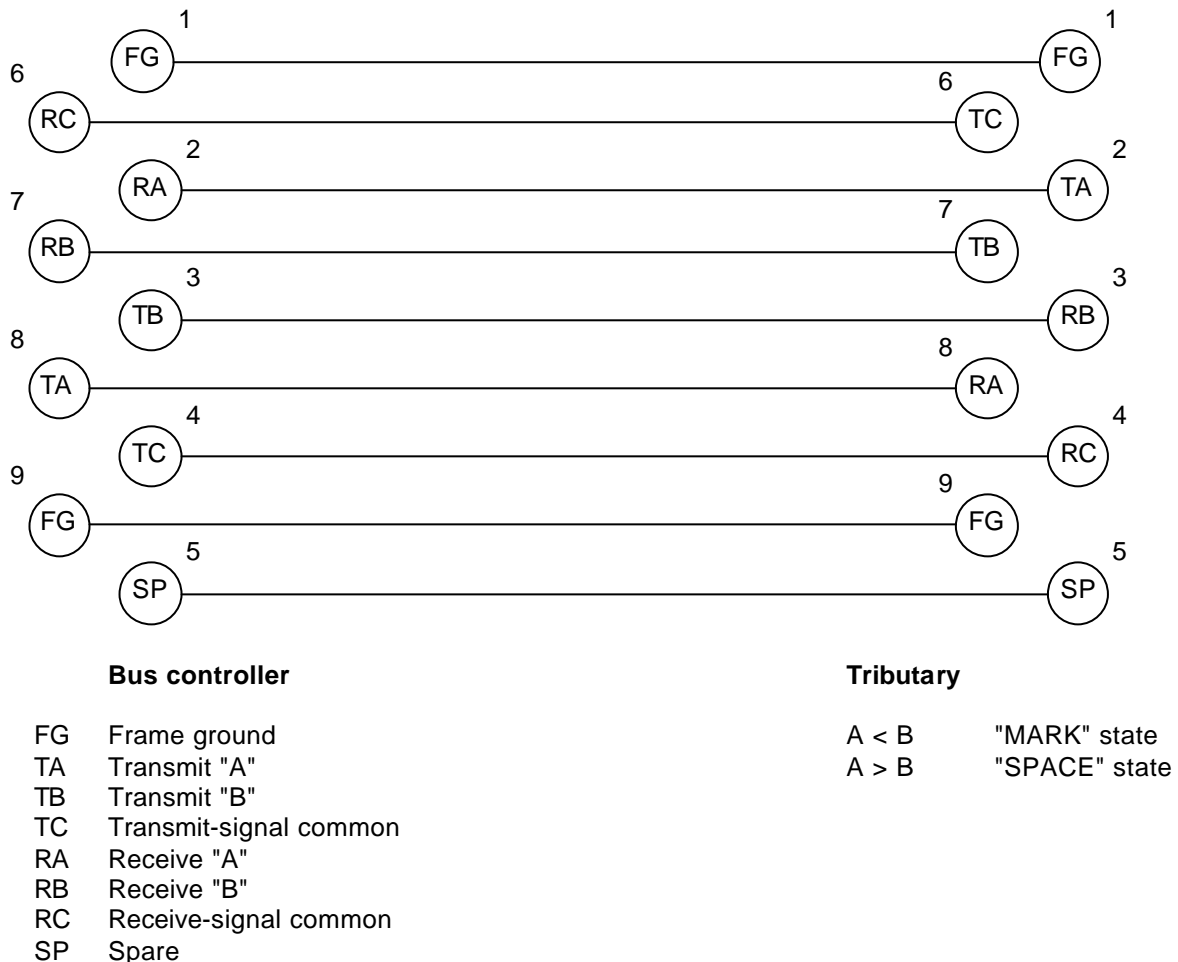 1 1
FG FG
6 6
RC TC
2 2
RA TA
7 7
RB TB
3 3
TB RB
8 8
TA RA
4 4
TC RC
9 9
FG FG
5 5
SP SP
Bus controller Tributary
FG Frame ground A < B "MARK" state
TA Transmit "A" A > B "SPACE" state
TB Transmit "B"
TC Transmit-signal common
RA Receive "A"
RB Receive "B"
RC Receive-signal common
SP Spare